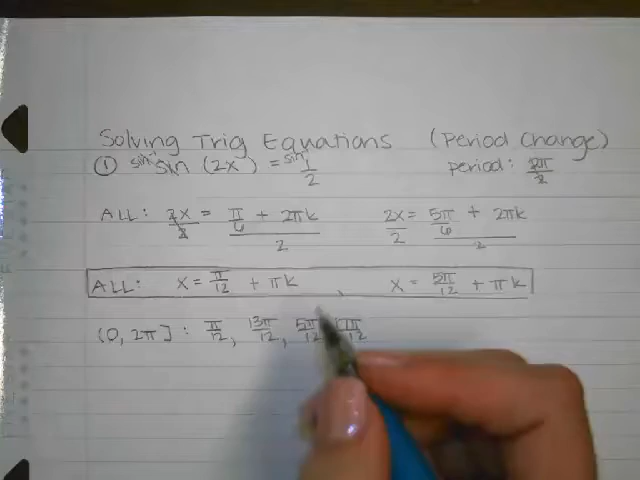 Solving Trig Equations (Period Change)
① sin⁻¹ sin (2x) = sin⁻¹ 1/2 period: 2π/2
ALL: 2x/2 = (π/6 + 2πk)/2 2x/2 = (5π/6 + 2πk)/2
ALL: x = π/12 + πk , x = 5π/12 + πk
(0, 2π] : π/12, 13π/12, 5π/12 17π/12